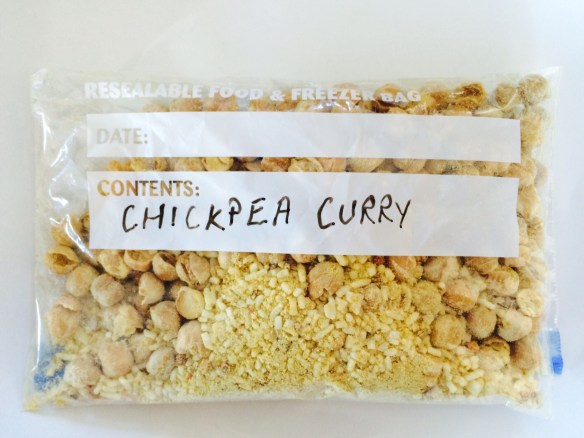 RESEALABLE FOOD & FREEZER BAG
DATE:
CONTENTS:
CHICKPEA CURRY